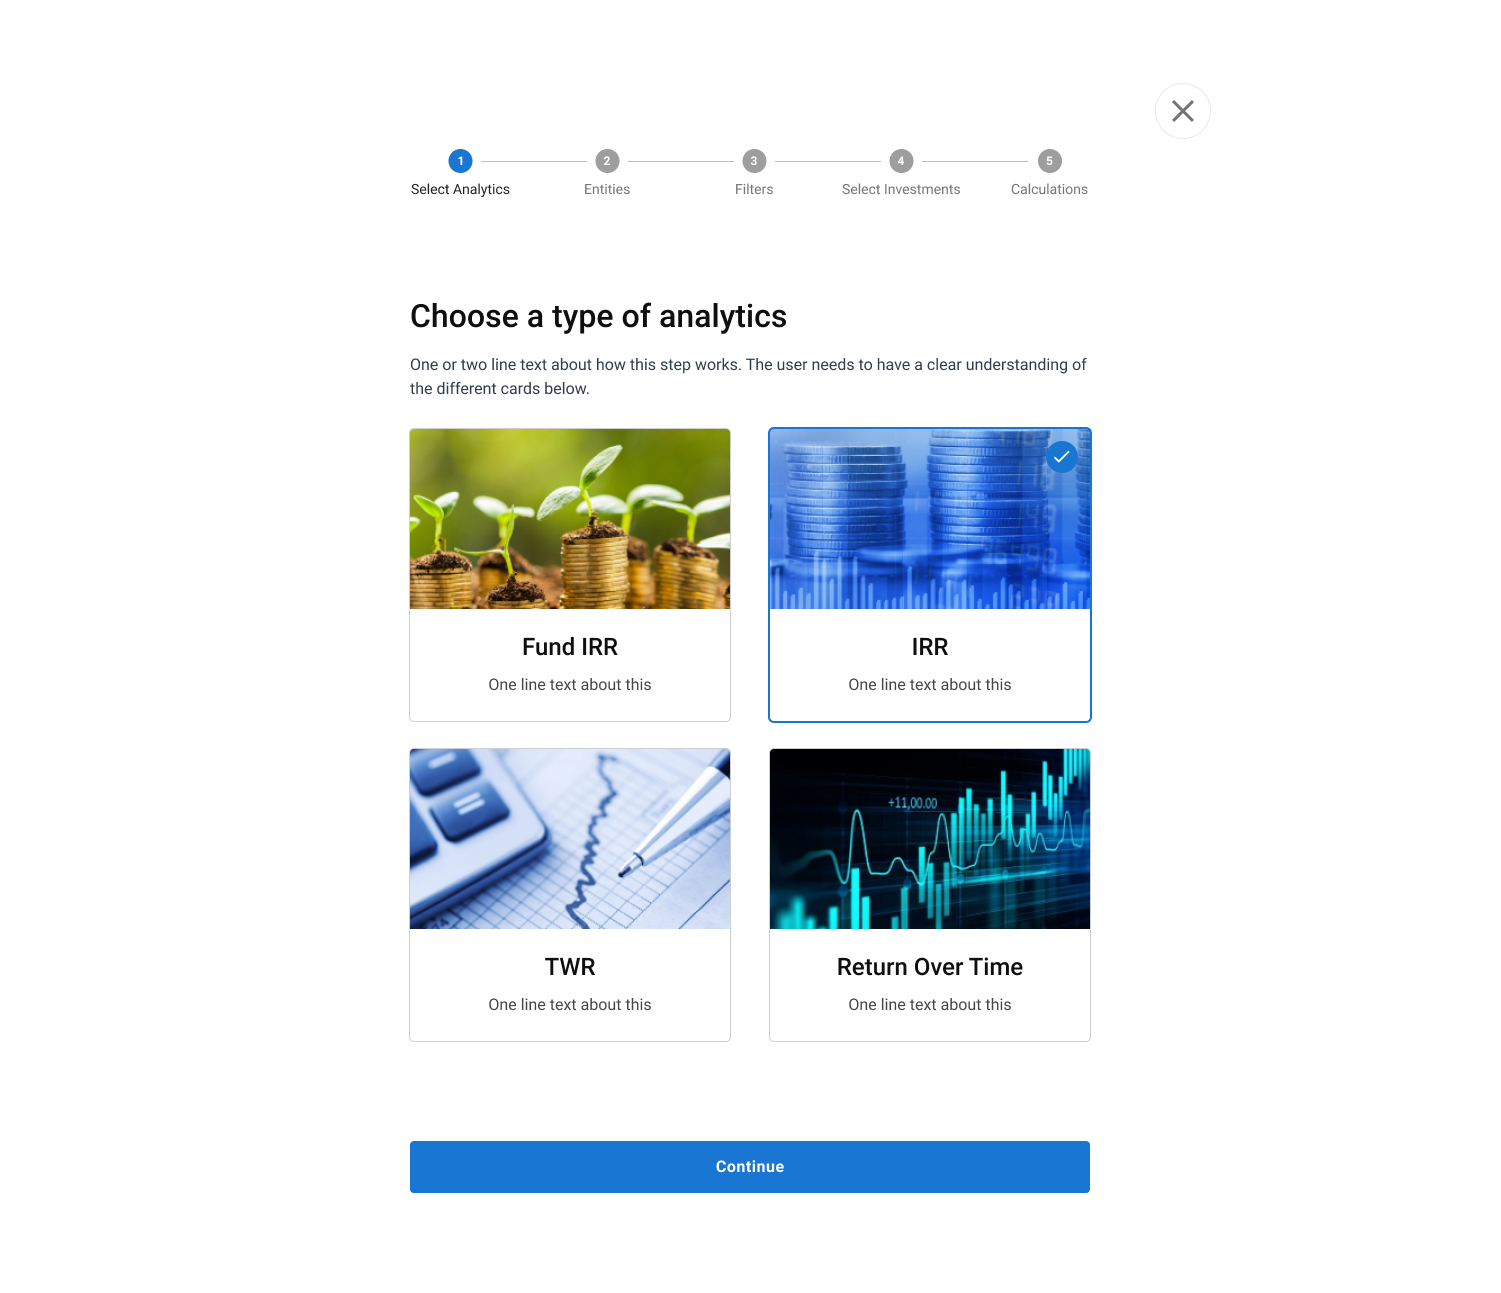 1
2
3
4
5
Select Analytics
Entities
Filters
Select Investments
Calculations
Choose a type of analytics
One or two line text about how this step works. The user needs to have a clear understanding of
the different cards below.
Fund IRR
One line text about this
IRR
One line text about this
+11,00.00
TWR
One line text about this
Return Over Time
One line text about this
Continue